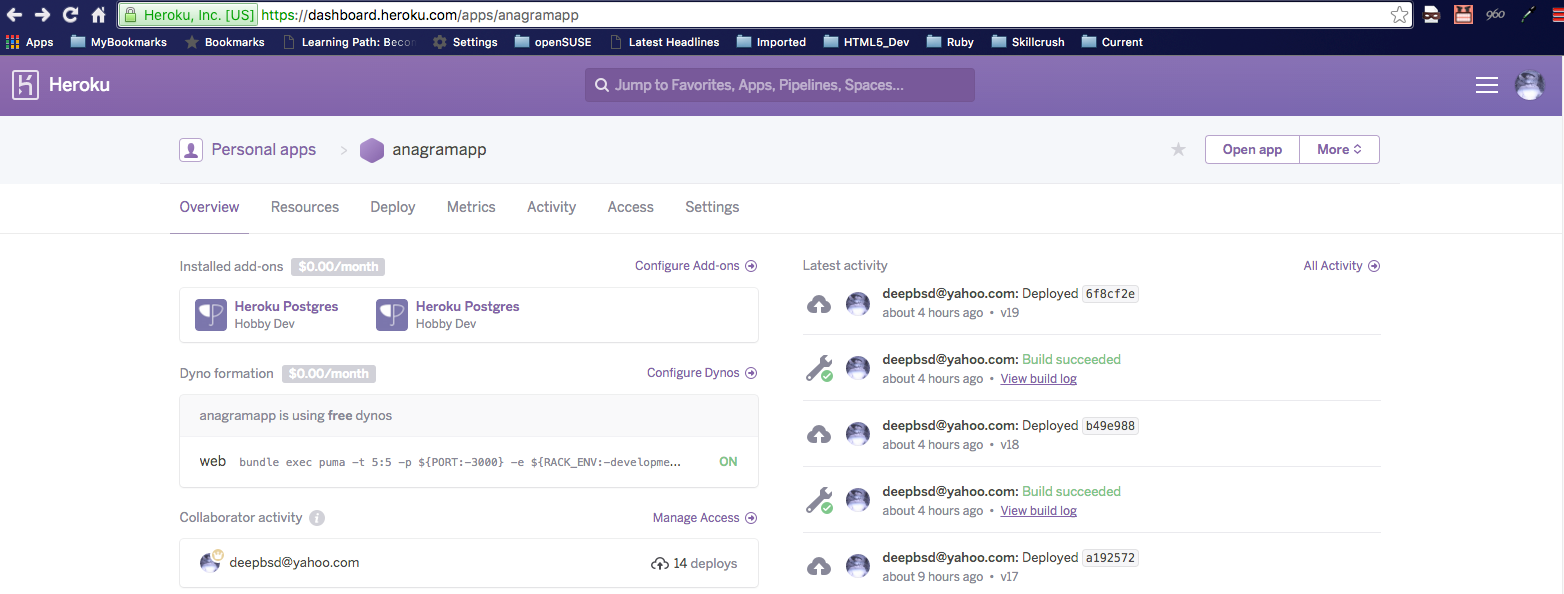 Heroku, Inc. [US] https://dashboard.heroku.com/apps/anagramapp
960
Apps MyBookmarks Bookmarks Learning Path: Becon Settings openSUSE Latest Headlines Imported HTML5_Dev Ruby Skillcrush Current
Heroku
Jump to Favorites, Apps, Pipelines, Spaces...
Personal apps > anagramapp
Open app More
Overview Resources Deploy Metrics Activity Access Settings
Installed add-ons $0.00/month Configure Add-ons
Heroku Postgres Heroku Postgres
Hobby Dev Hobby Dev
Dyno formation $0.00/month Configure Dynos
anagramapp is using free dynos
web bundle exec puma -t 5:5 -p ${PORT:-3000} -e ${RACK_ENV:-developme... ON
Collaborator activity i Manage Access
deepbsd@yahoo.com 14 deploys
Latest activity All Activity
deepbsd@yahoo.com: Deployed 6f8cf2e
about 4 hours ago • v19
deepbsd@yahoo.com: Build succeeded
about 4 hours ago • View build log
deepbsd@yahoo.com: Deployed b49e988
about 4 hours ago • v18
deepbsd@yahoo.com: Build succeeded
about 4 hours ago • View build log
deepbsd@yahoo.com: Deployed a192572
about 9 hours ago • v17